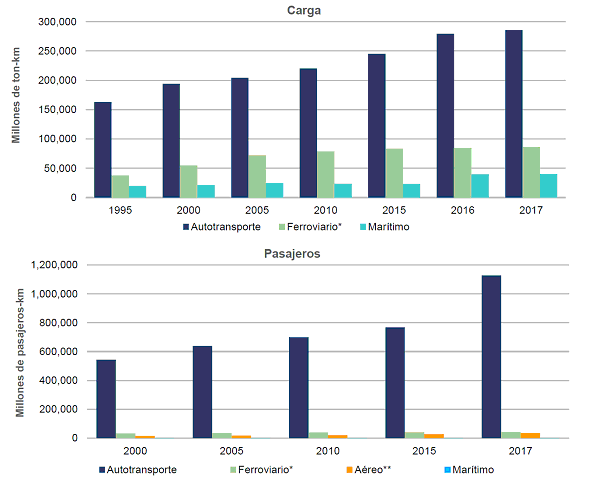 Carga
Millones de ton-km
300,000
250,000
200,000
150,000
100,000
50,000
0
1995 2000 2005 2010 2015 2016 2017
Autotransporte Ferroviario* Marítimo
Pasajeros
Millones de pasajeros-km
1,200,000
1,000,000
800,000
600,000
400,000
200,000
0
2000 2005 2010 2015 2017
Autotransporte Ferroviario* Aéreo** Marítimo